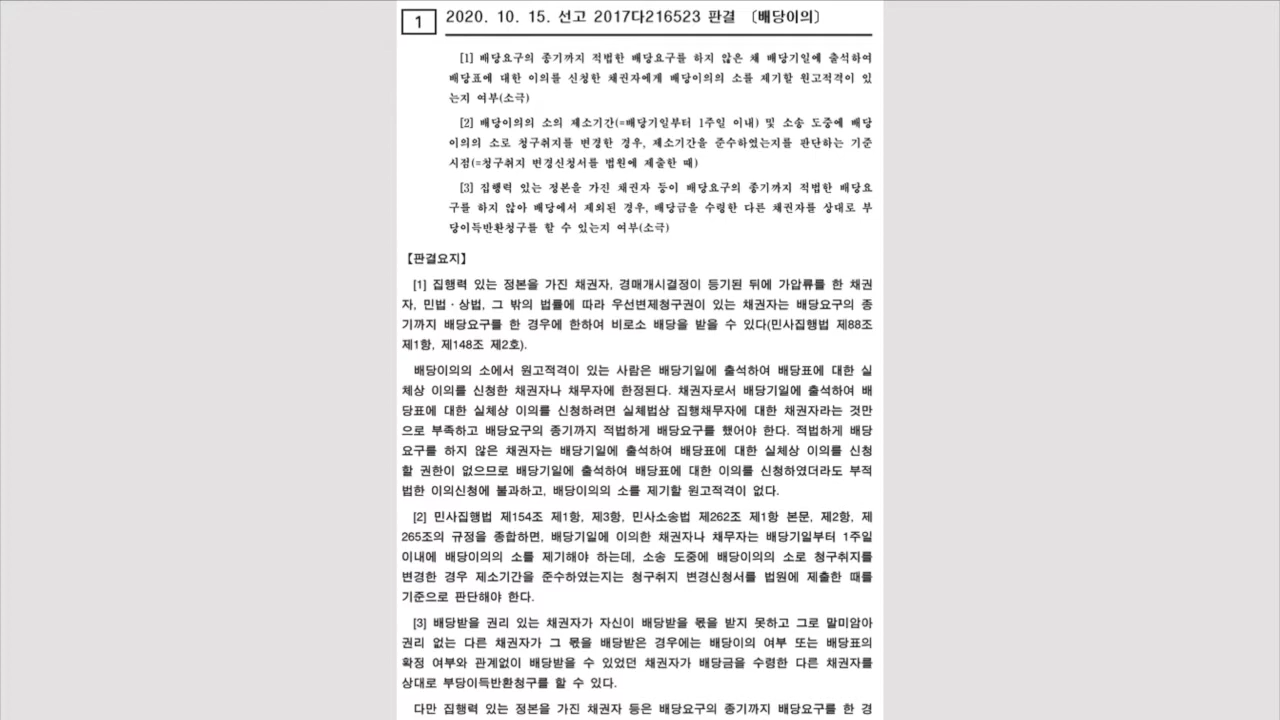 1
2020. 10. 15. 선고 2017다216523 판결 〔배당이의〕
[1] 배당요구의 종기까지 적법한 배당요구를 하지 않은 채 배당기일에 출석하여
배당표에 대한 이의를 신청한 채권자에게 배당이의의 소를 제기할 원고적격이 있
는지 여부(소극)
[2] 배당이의의 소의 제소기간(=배당기일부터 1주일 이내) 및 소송 도중에 배당
이의의 소로 청구취지를 변경한 경우, 제소기간을 준수하였는지를 판단하는 기준
시점(=청구취지 변경신청서를 법원에 제출한 때)
[3] 집행력 있는 정본을 가진 채권자 등이 배당요구의 종기까지 적법한 배당요
구를 하지 않아 배당에서 제외된 경우, 배당금을 수령한 다른 채권자를 상대로 부
당이득반환청구를 할 수 있는지 여부(소극)
【판결요지】
[1] 집행력 있는 정본을 가진 채권자, 경매개시결정이 등기된 뒤에 가압류를 한 채권
자, 민법·상법, 그 밖의 법률에 따라 우선변제청구권이 있는 채권자는 배당요구의 종
기까지 배당요구를 한 경우에 한하여 비로소 배당을 받을 수 있다(민사집행법 제88조
제1항, 제148조 제2호).
배당이의의 소에서 원고적격이 있는 사람은 배당기일에 출석하여 배당표에 대한 실
체상 이의를 신청한 채권자나 채무자에 한정된다. 채권자로서 배당기일에 출석하여 배
당표에 대한 실체상 이의를 신청하려면 실체법상 집행채무자에 대한 채권자라는 것만
으로 부족하고 배당요구의 종기까지 적법하게 배당요구를 했어야 한다. 적법하게 배당
요구를 하지 않은 채권자는 배당기일에 출석하여 배당표에 대한 실체상 이의를 신청
할 권한이 없으므로 배당기일에 출석하여 배당표에 대한 이의를 신청하였더라도 부적
법한 이의신청에 불과하고, 배당이의의 소를 제기할 원고적격이 없다.
[2] 민사집행법 제154조 제1항, 제3항, 민사소송법 제262조 제1항 본문, 제2항, 제
265조의 규정을 종합하면, 배당기일에 이의한 채권자나 채무자는 배당기일부터 1주일
이내에 배당이의의 소를 제기해야 하는데, 소송 도중에 배당이의의 소로 청구취지를
변경한 경우 제소기간을 준수하였는지는 청구취지 변경신청서를 법원에 제출한 때를
기준으로 판단해야 한다.
[3] 배당받을 권리 있는 채권자가 자신이 배당받을 몫을 받지 못하고 그로 말미암아
권리 없는 다른 채권자가 그 몫을 배당받은 경우에는 배당이의 여부 또는 배당표의
확정 여부와 관계없이 배당받을 수 있었던 채권자가 배당금을 수령한 다른 채권자를
상대로 부당이득반환청구를 할 수 있다.
다만 집행력 있는 정본을 가진 채권자 등은 배당요구의 종기까지 배당요구를 한 경